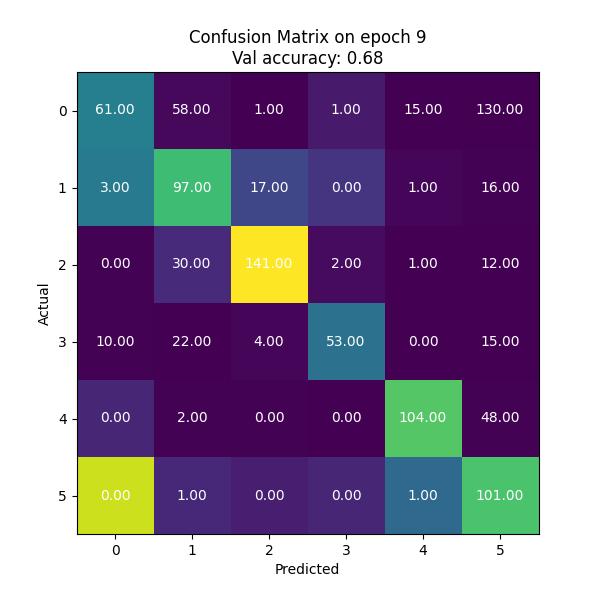 Confusion Matrix on epoch 9
Val accuracy: 0.68
0 61.00 58.00 1.00 1.00 15.00 130.00
1 3.00 97.00 17.00 0.00 1.00 16.00
2 0.00 30.00 141.00 2.00 1.00 12.00
3 10.00 22.00 4.00 53.00 0.00 15.00
4 0.00 2.00 0.00 0.00 104.00 48.00
5 0.00 1.00 0.00 0.00 1.00 101.00
0 1 2 3 4 5
Predicted
Actual